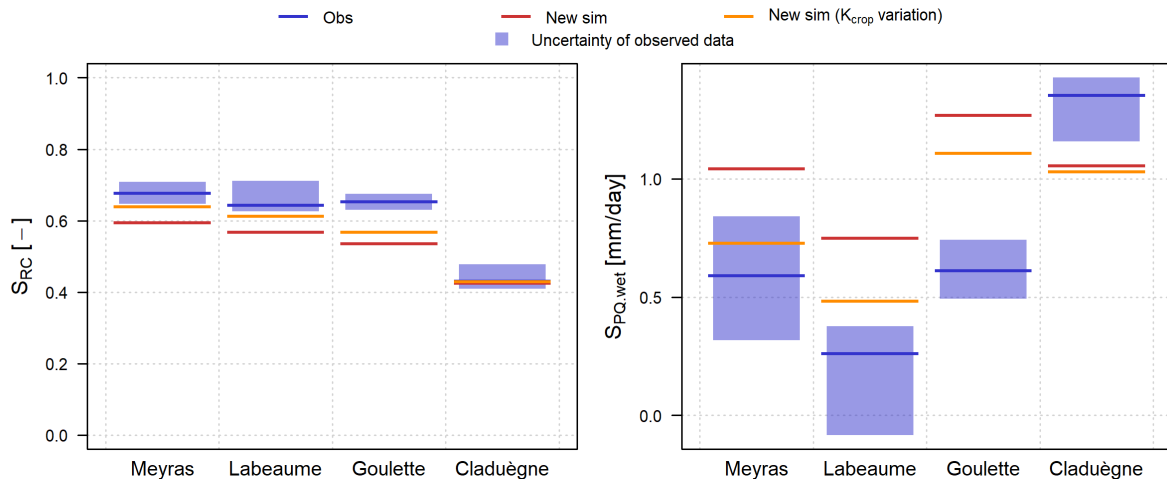 Obs
New sim
New sim (Kcrop variation)
Uncertainty of observed data
SRC [ − ]
1.0
0.8
0.6
0.4
0.2
0.0
Meyras Labeaume Goulette Claduègne
SPQ.wet [mm/day]
1.0
0.5
0.0
Meyras Labeaume Goulette Claduègne